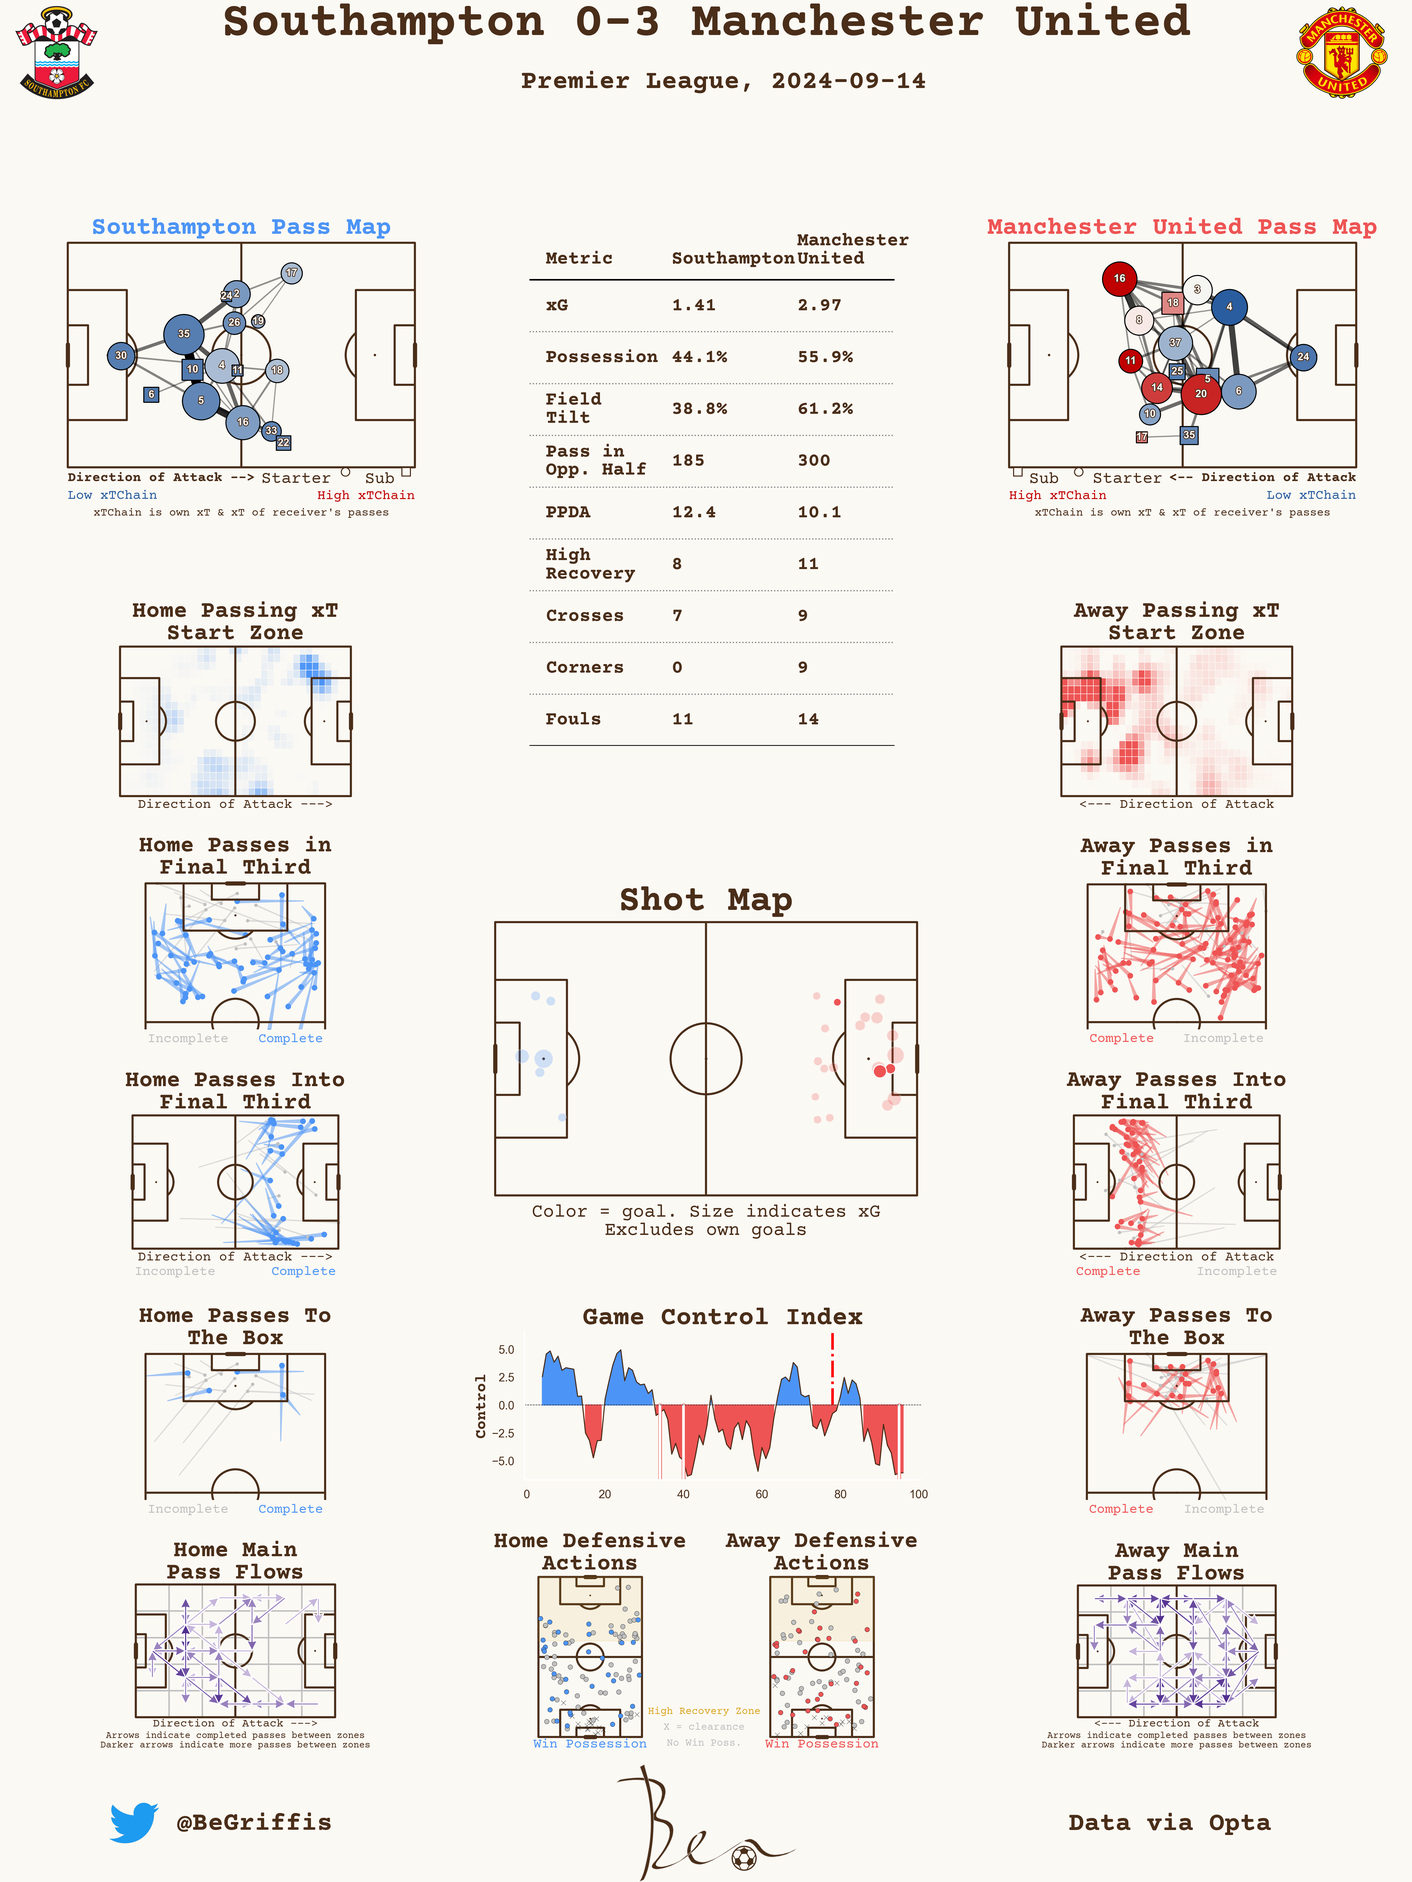 Southampton 0-3 Manchester United
Premier League, 2024-09-14
SOUTHAMPTON FC
MANCHESTER
UNITED
Southampton Pass Map
17
24
2
26
19
35
30
10
4
11
18
6
5
16
33
22
Direction of Attack --> Starter Sub
Low xTChain High xTChain
xTChain is own xT & xT of receiver's passes
Metric Southampton Manchester United
xG 1.41 2.97
Possession 44.1% 55.9%
Field Tilt 38.8% 61.2%
Pass in Opp. Half 185 300
PPDA 12.4 10.1
High Recovery 8 11
Crosses 7 9
Corners 0 9
Fouls 11 14
Manchester United Pass Map
16
3
18
4
8
37
24
11
25
5
14
20
6
10
17
35
Sub Starter <-- Direction of Attack
High xTChain Low xTChain
xTChain is own xT & xT of receiver's passes
Home Passing xT
Start Zone
Direction of Attack --->
Away Passing xT
Start Zone
<--- Direction of Attack
Home Passes in
Final Third
Incomplete Complete
Away Passes in
Final Third
Complete Incomplete
Shot Map
Color = goal. Size indicates xG
Excludes own goals
Home Passes Into
Final Third
Direction of Attack --->
Incomplete Complete
Away Passes Into
Final Third
<--- Direction of Attack
Complete Incomplete
Home Passes To
The Box
Incomplete Complete
Game Control Index
Control
5.0
2.5
0.0
−2.5
−5.0
0 20 40 60 80 100
Away Passes To
The Box
Complete Incomplete
Home Main
Pass Flows
Direction of Attack --->
Arrows indicate completed passes between zones
Darker arrows indicate more passes between zones
Home Defensive
Actions
Win Possession
Away Defensive
Actions
Win Possession
High Recovery Zone
X = clearance
No Win Poss.
Away Main
Pass Flows
<--- Direction of Attack
Arrows indicate completed passes between zones
Darker arrows indicate more passes between zones
@BeGriffis
Ben
Data via Opta